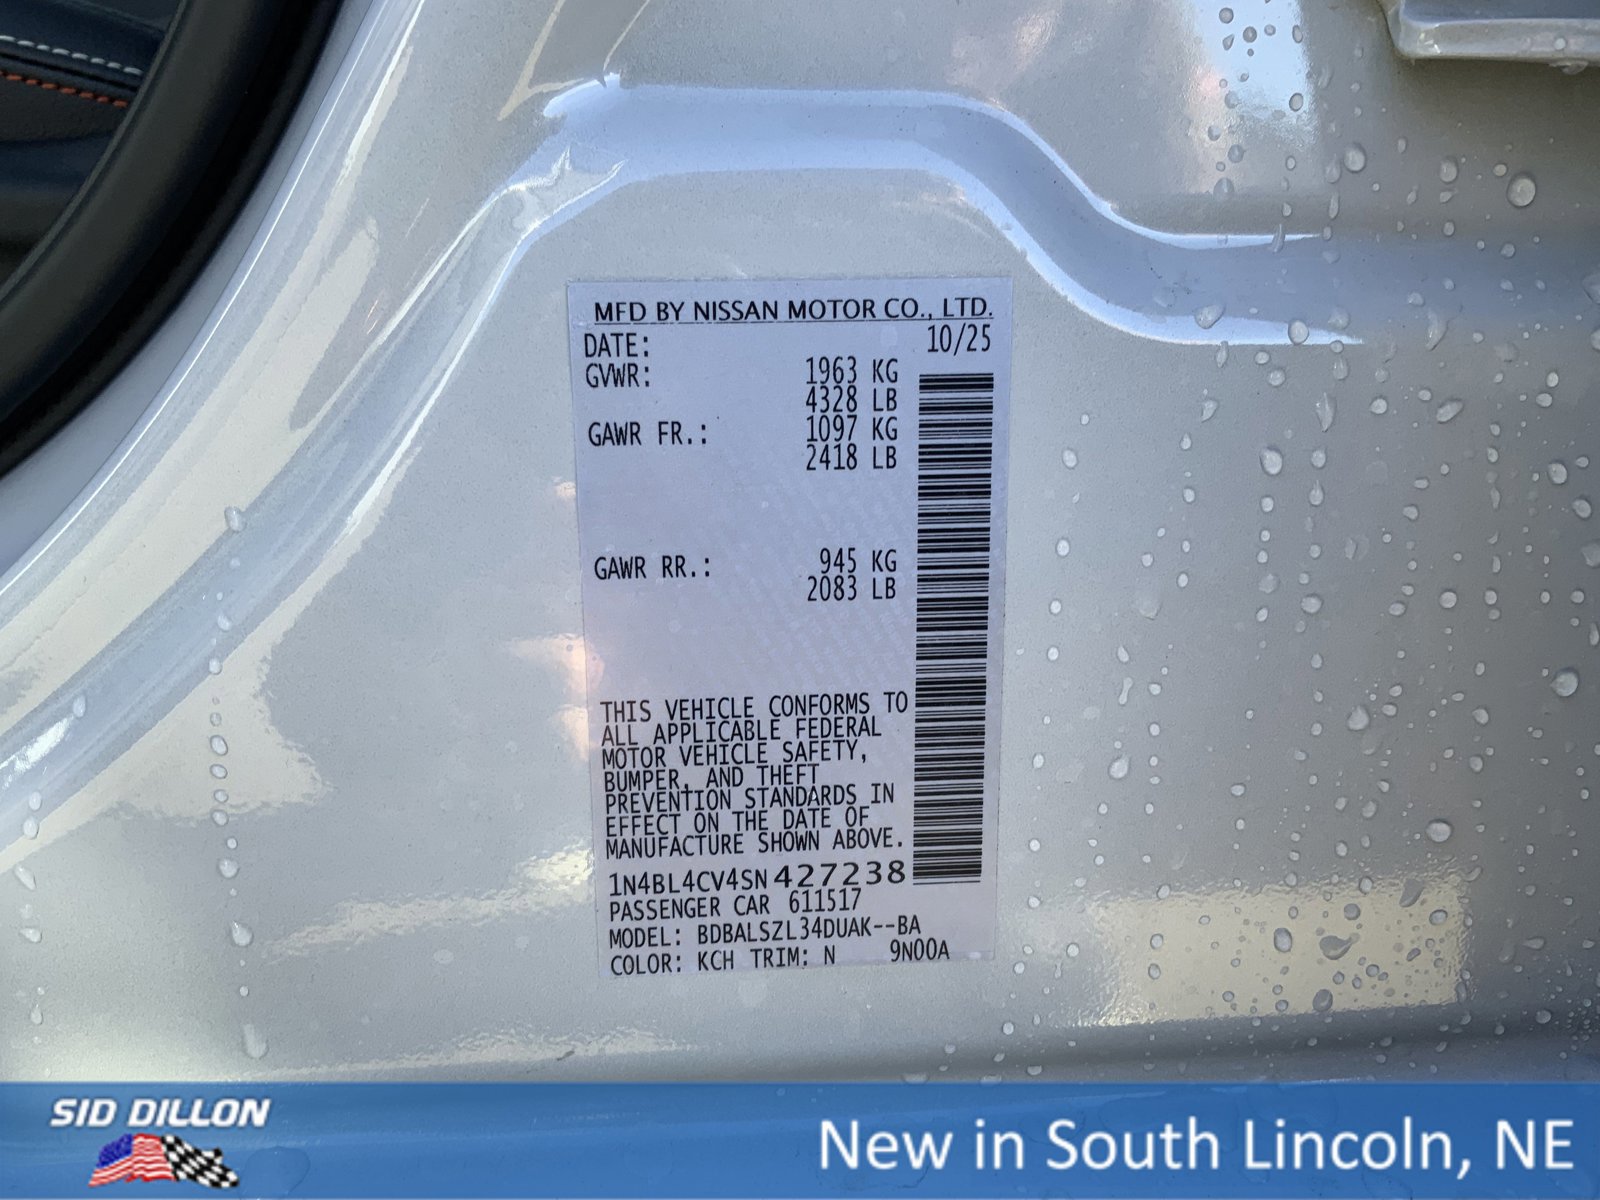 MFD BY NISSAN MOTOR CO., LTD.
DATE: 10/25
GVWR: 1963 KG
4328 LB
GAWR FR.: 1097 KG
2418 LB
GAWR RR.: 945 KG
2083 LB
THIS VEHICLE CONFORMS TO
ALL APPLICABLE FEDERAL
MOTOR VEHICLE SAFETY,
BUMPER, AND THEFT
PREVENTION STANDARDS IN
EFFECT ON THE DATE OF
MANUFACTURE SHOWN ABOVE.
1N4BL4CV4SN427238
PASSENGER CAR 611517
MODEL: BDBALSZL34DUAK--BA
COLOR: KCH TRIM: N 9N00A
SID DILLON
New in South Lincoln, NE